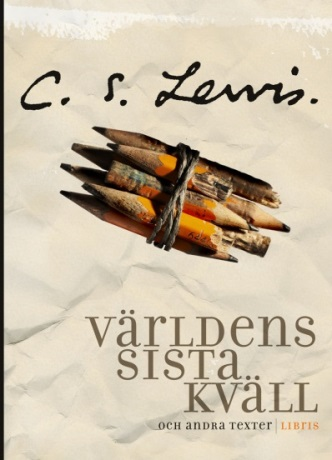 C. S. Lewis.
VÄRLDENS
SISTA
KVÄLL
OCH ANDRA TEXTER | LIBRIS